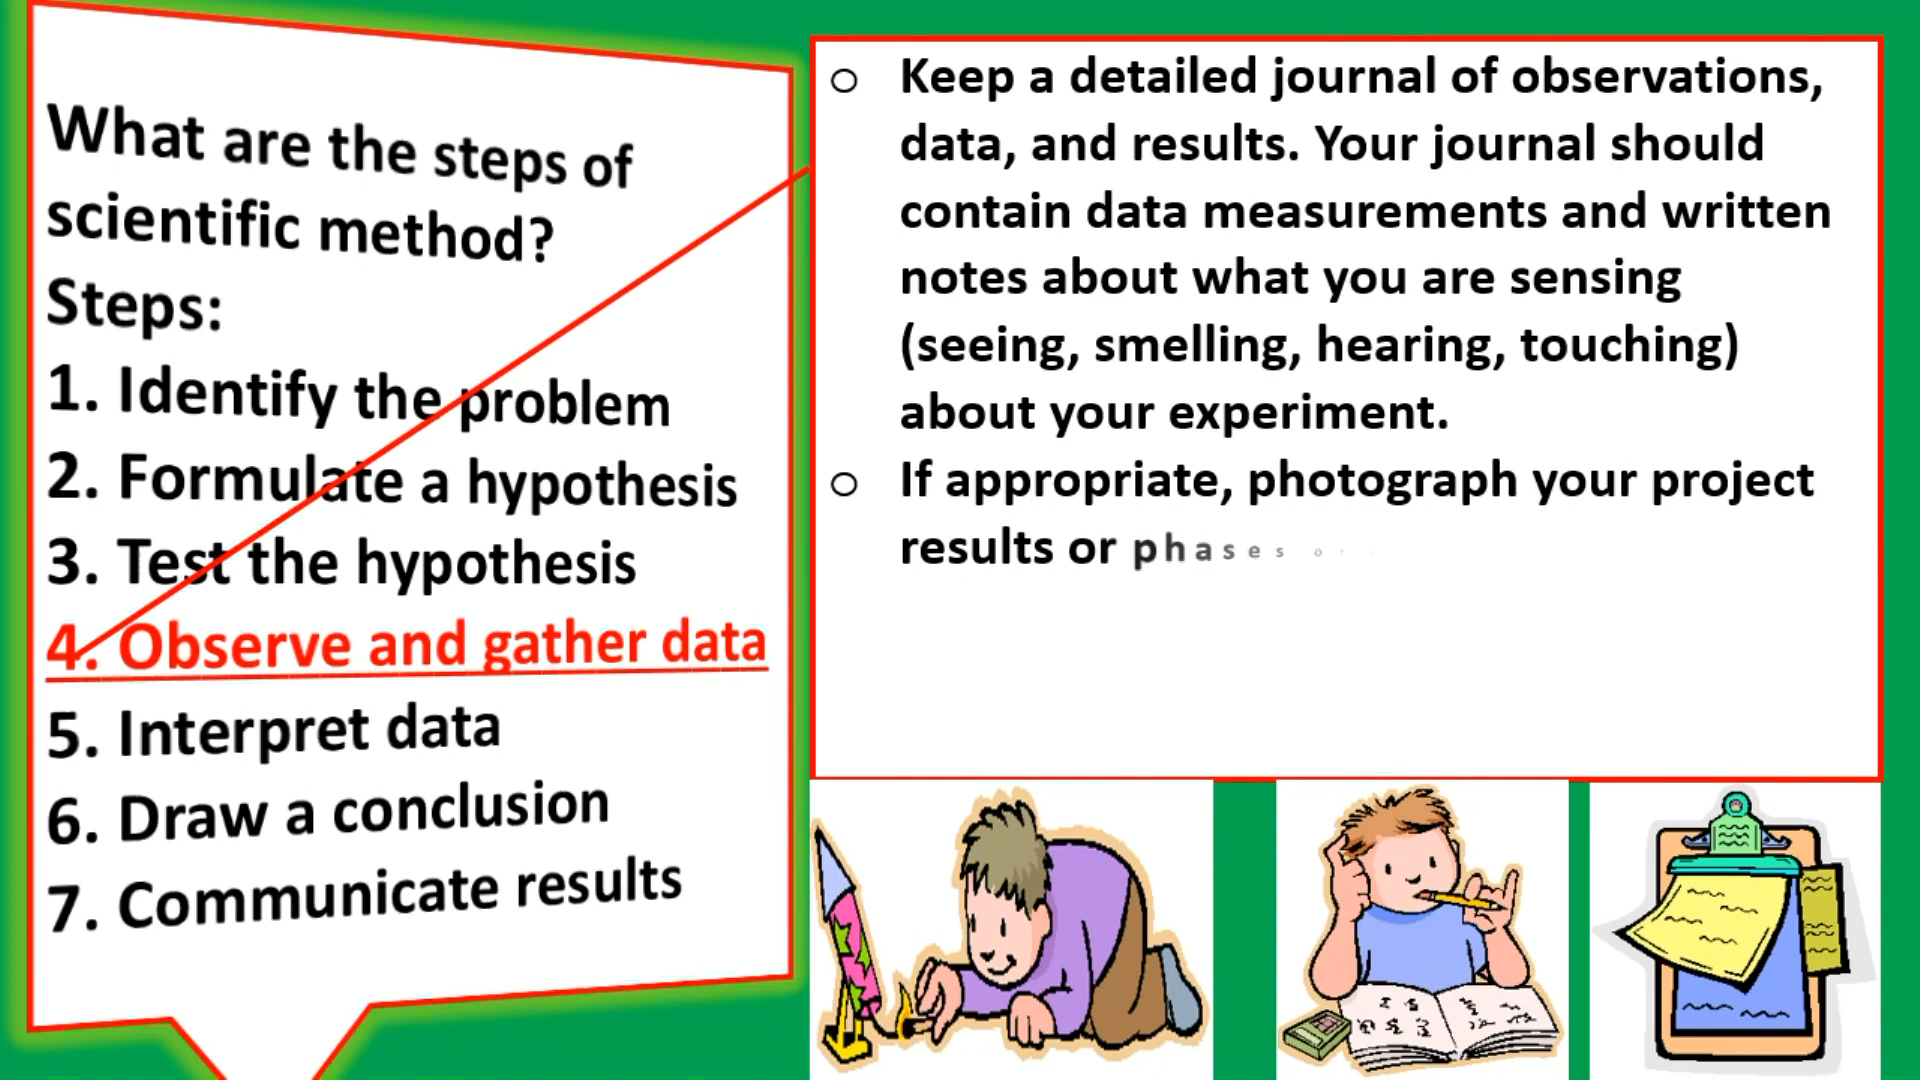 What are the steps of
scientific method?
Steps:
1. Identify the problem
2. Formulate a hypothesis
3. Test the hypothesis
4. Observe and gather data
5. Interpret data
6. Draw a conclusion
7. Communicate results
o Keep a detailed journal of observations,
data, and results. Your journal should
contain data measurements and written
notes about what you are sensing
(seeing, smelling, hearing, touching)
about your experiment.
o If appropriate, photograph your project
results or phases